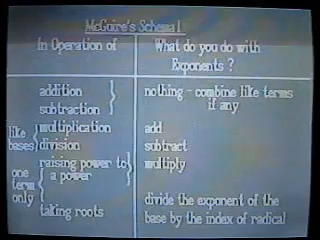 McGuire's Schema I
In Operation of
What do you do with
Exponents ?
addition
subtraction
nothing - combine like terms
if any
like
bases
multiplication
add
division
subtract
one
term
only
raising power to
a power
multiply
taking roots
divide the exponent of the
base by the index of radical